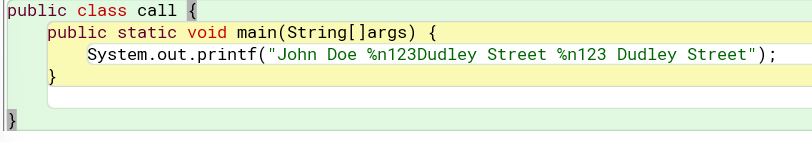 public class call {
public static void main(String[]args) {
System.out.printf("John Doe %n123Dudley Street %n123 Dudley Street");
}
}